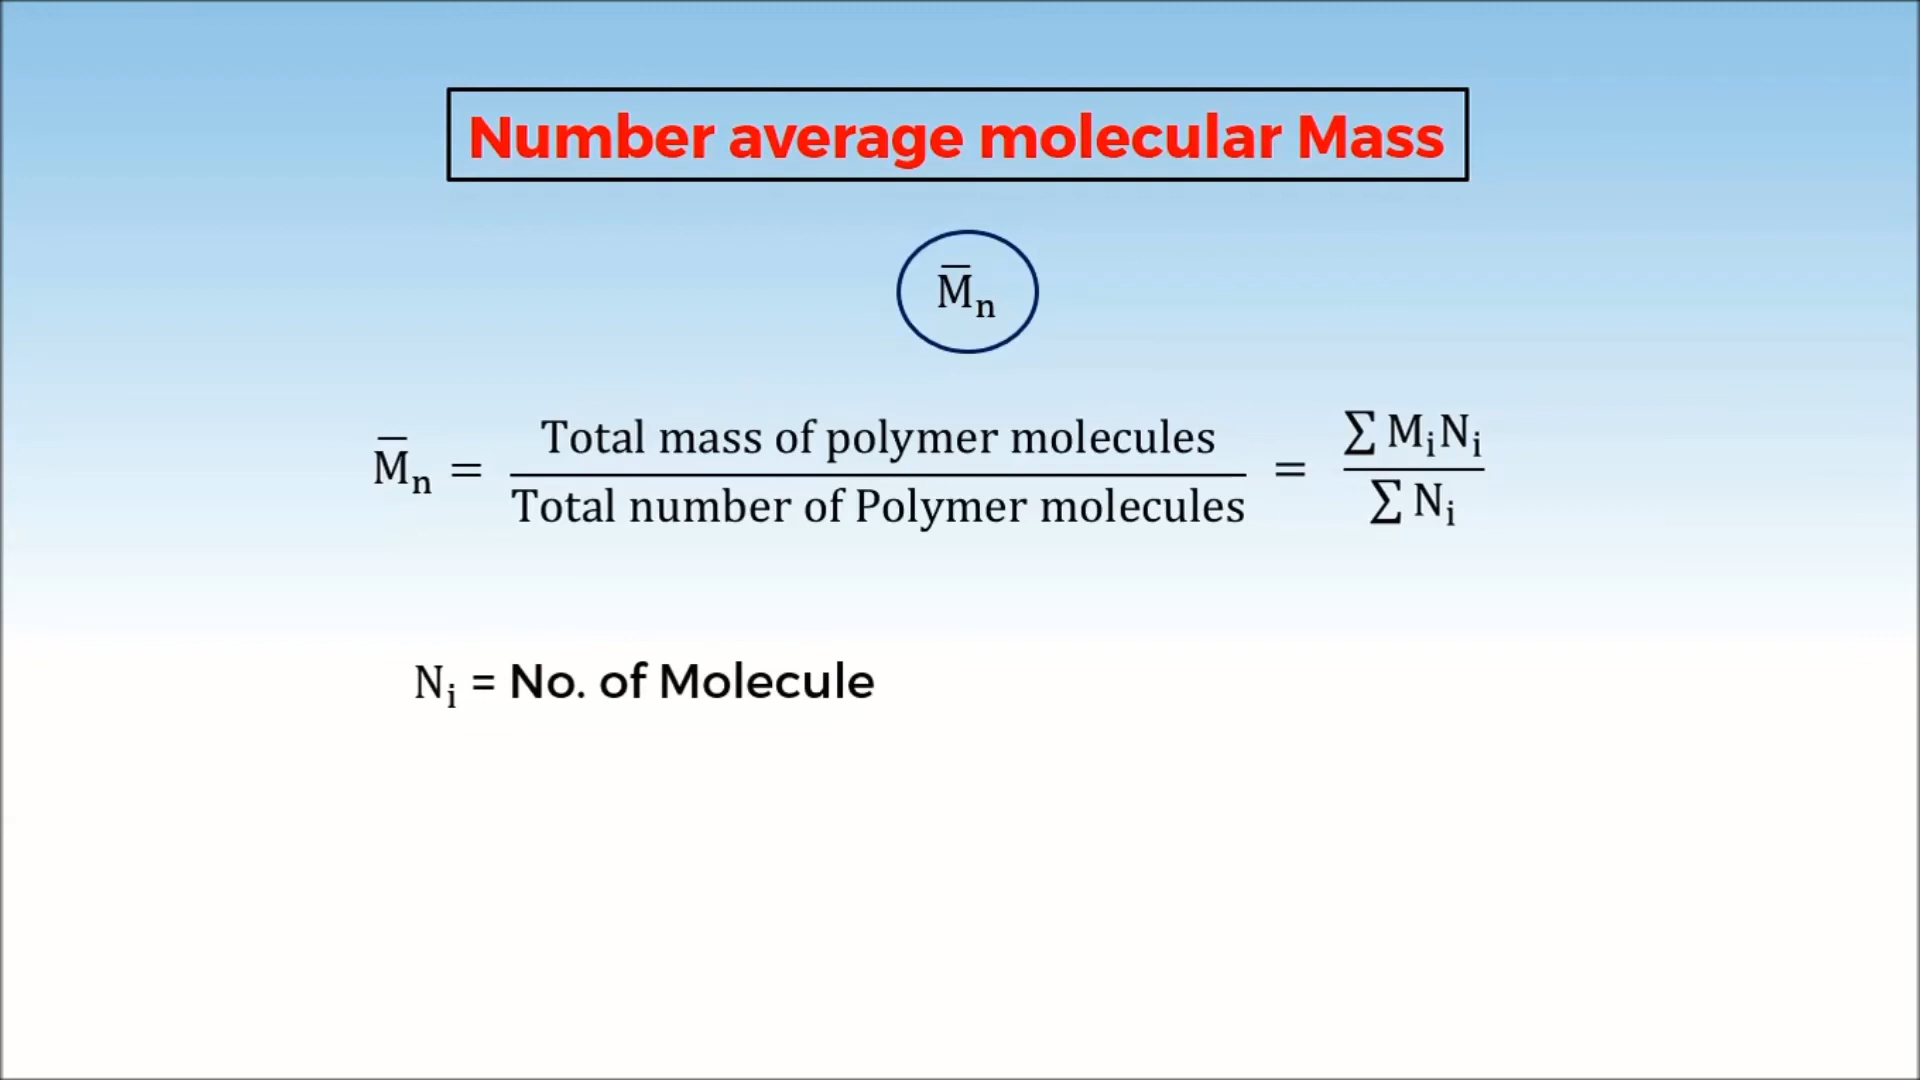 Number average molecular Mass
M̅n
M̅n = Total mass of polymer molecules / Total number of Polymer molecules = ∑ MiNi / ∑ Ni
Ni = No. of Molecule